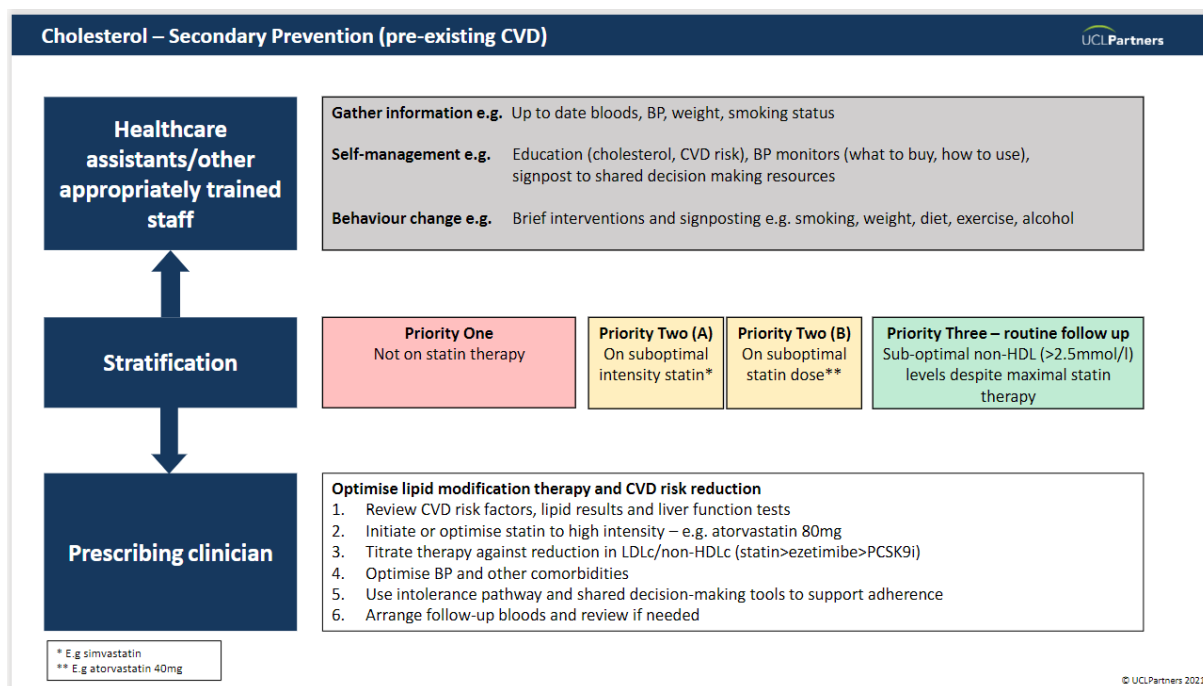 Cholesterol – Secondary Prevention (pre-existing CVD)
UCLPartners
Healthcare
assistants/other
appropriately trained
staff
Gather information e.g. Up to date bloods, BP, weight, smoking status
Self-management e.g. Education (cholesterol, CVD risk), BP monitors (what to buy, how to use),
signpost to shared decision making resources
Behaviour change e.g. Brief interventions and signposting e.g. smoking, weight, diet, exercise, alcohol
Stratification
Priority One
Not on statin therapy
Priority Two (A)
On suboptimal
intensity statin*
Priority Two (B)
On suboptimal
statin dose**
Priority Three – routine follow up
Sub-optimal non-HDL (>2.5mmol/l)
levels despite maximal statin
therapy
Prescribing clinician
Optimise lipid modification therapy and CVD risk reduction
1. Review CVD risk factors, lipid results and liver function tests
2. Initiate or optimise statin to high intensity – e.g. atorvastatin 80mg
3. Titrate therapy against reduction in LDLc/non-HDLc (statin>ezetimibe>PCSK9i)
4. Optimise BP and other comorbidities
5. Use intolerance pathway and shared decision-making tools to support adherence
6. Arrange follow-up bloods and review if needed
* E.g simvastatin
** E.g atorvastatin 40mg
© UCLPartners 2021